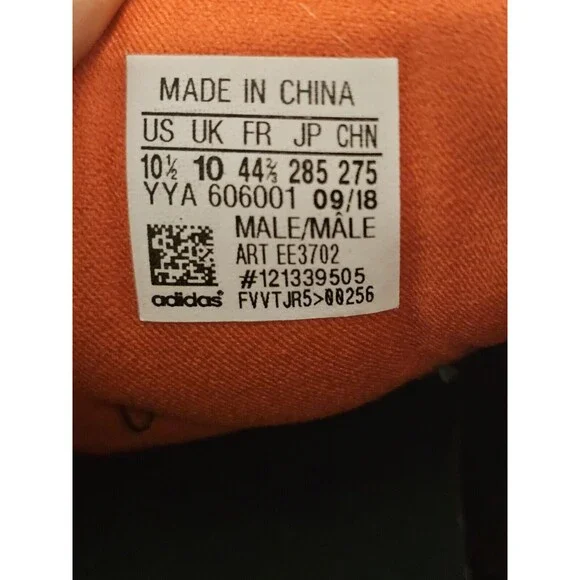 MADE IN CHINA
US UK FR JP CHN
10½ 10 44⅔ 285 275
YYA 606001 09/18
MALE/MÂLE
ART EE3702
#121339505
adidas® FVVTJR5>00256